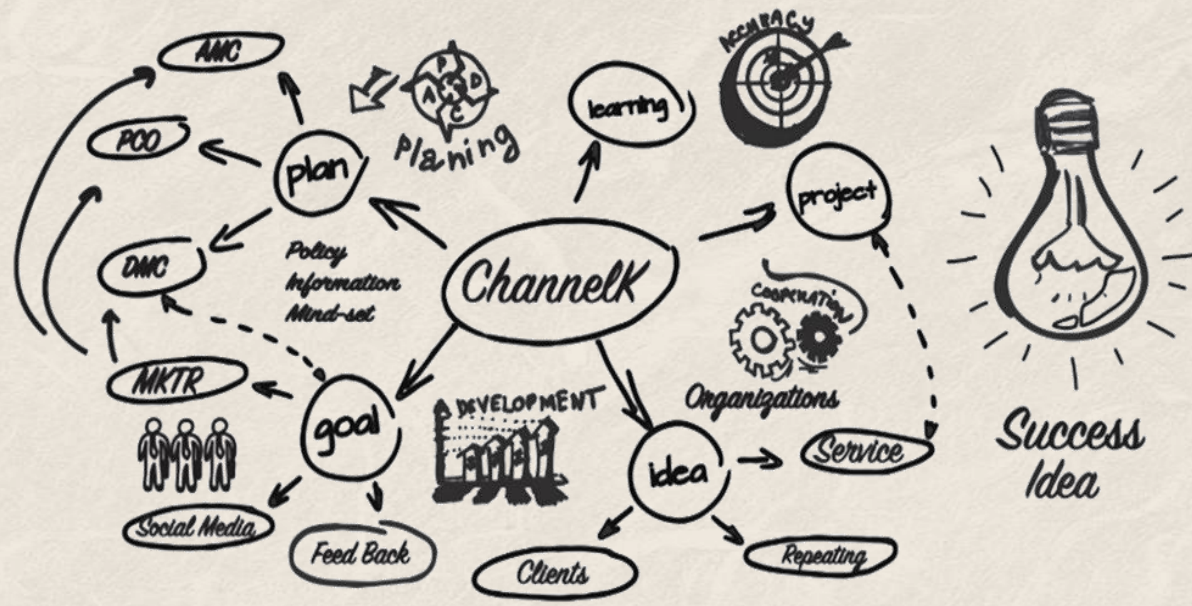 AMC
PCO
DMC
MKTR
plan
P
D
C
A
Planing
Policy
Information
Mind-set
learning
ACCURACY
project
ChannelK
COOPERATION
Organizations
goal
DEVELOPMENT
idea
Service
Social Media
Feed Back
Clients
Repeating
Success
Idea